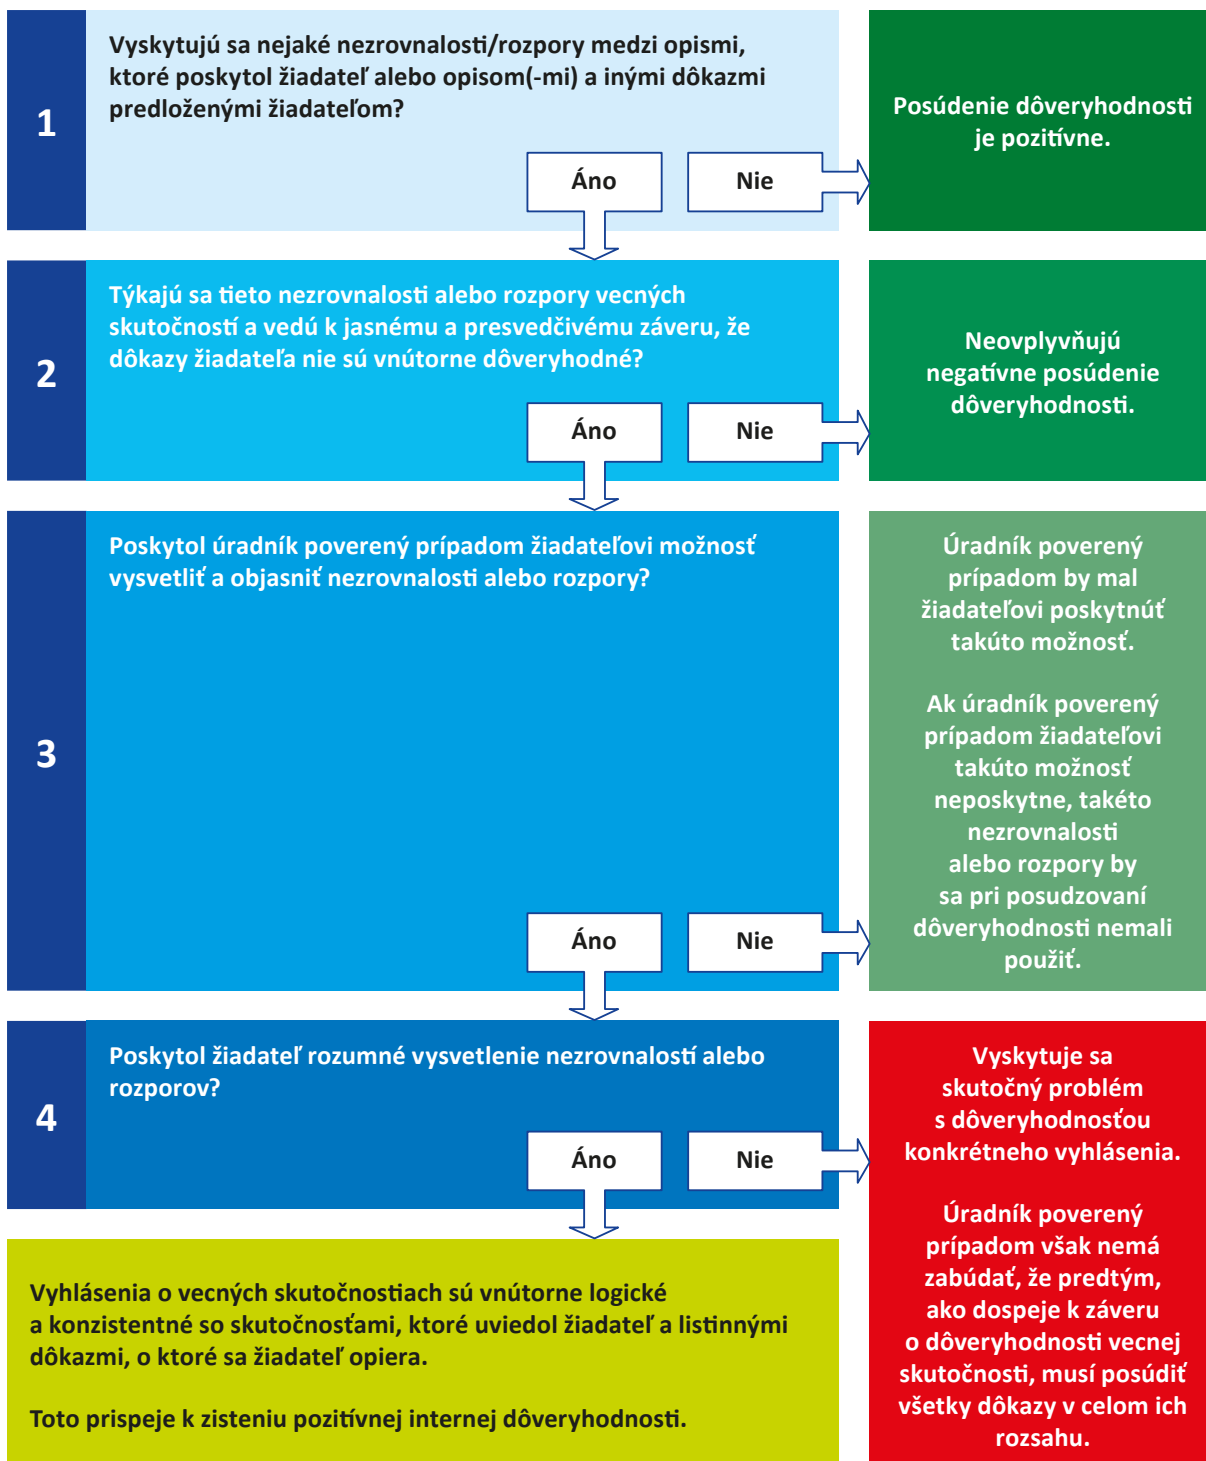 1
Vyskytujú sa nejaké nezrovnalosti/rozpory medzi opismi,
ktoré poskytol žiadateľ alebo opisom(-mi) a inými dôkazmi
predloženými žiadateľom?
Áno
Nie
Posúdenie dôveryhodnosti
je pozitívne.
2
Týkajú sa tieto nezrovnalosti alebo rozpory vecných
skutočností a vedú k jasnému a presvedčivému záveru, že
dôkazy žiadateľa nie sú vnútorne dôveryhodné?
Áno
Nie
Neovplyvňujú
negatívne posúdenie
dôveryhodnosti.
3
Poskytol úradník poverený prípadom žiadateľovi možnosť
vysvetliť a objasniť nezrovnalosti alebo rozpory?
Áno
Nie
Úradník poverený
prípadom by mal
žiadateľovi poskytnúť
takúto možnosť.
Ak úradník poverený
prípadom žiadateľovi
takúto možnosť
neposkytne, takéto
nezrovnalosti
alebo rozpory by
sa pri posudzovaní
dôveryhodnosti nemali
použiť.
4
Poskytol žiadateľ rozumné vysvetlenie nezrovnalostí alebo
rozporov?
Áno
Nie
Vyskytuje sa
skutočný problém
s dôveryhodnosťou
konkrétneho vyhlásenia.
Úradník poverený
prípadom však nemá
zabúdať, že predtým,
ako dospeje k záveru
o dôveryhodnosti vecnej
skutočnosti, musí posúdiť
všetky dôkazy v celom ich
rozsahu.
Vyhlásenia o vecných skutočnostiach sú vnútorne logické
a konzistentné so skutočnosťami, ktoré uviedol žiadateľ a listinnými
dôkazmi, o ktoré sa žiadateľ opiera.
Toto prispeje k zisteniu pozitívnej internej dôveryhodnosti.